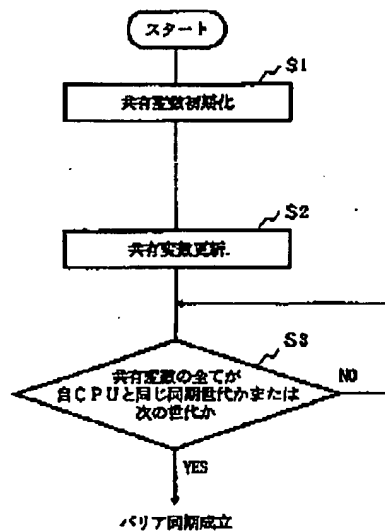 スタート
S1
共有変数初期化
S2
共有変数更新
S3
共有変数の全てが
自CPUと同じ同期世代かまたは
次の世代か
NO
YES
バリア同期成立